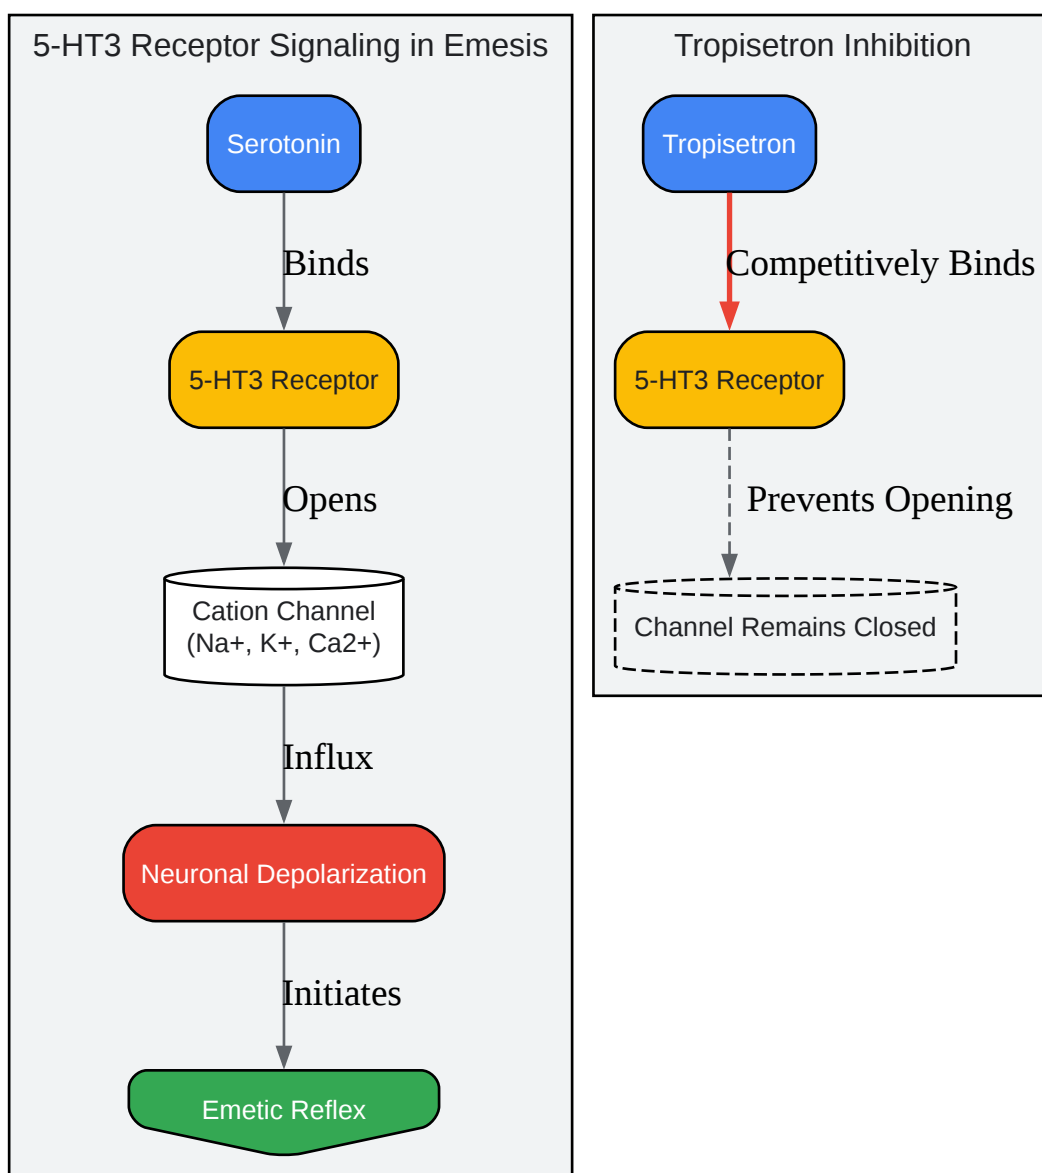 5-HT3 Receptor Signaling in Emesis
Serotonin
Binds
5-HT3 Receptor
Opens
Cation Channel
(Na+, K+, Ca2+)
Influx
Neuronal Depolarization
Initiates
Emetic Reflex
Tropisetron Inhibition
Tropisetron
Competitively Binds
5-HT3 Receptor
Prevents Opening
Channel Remains Closed